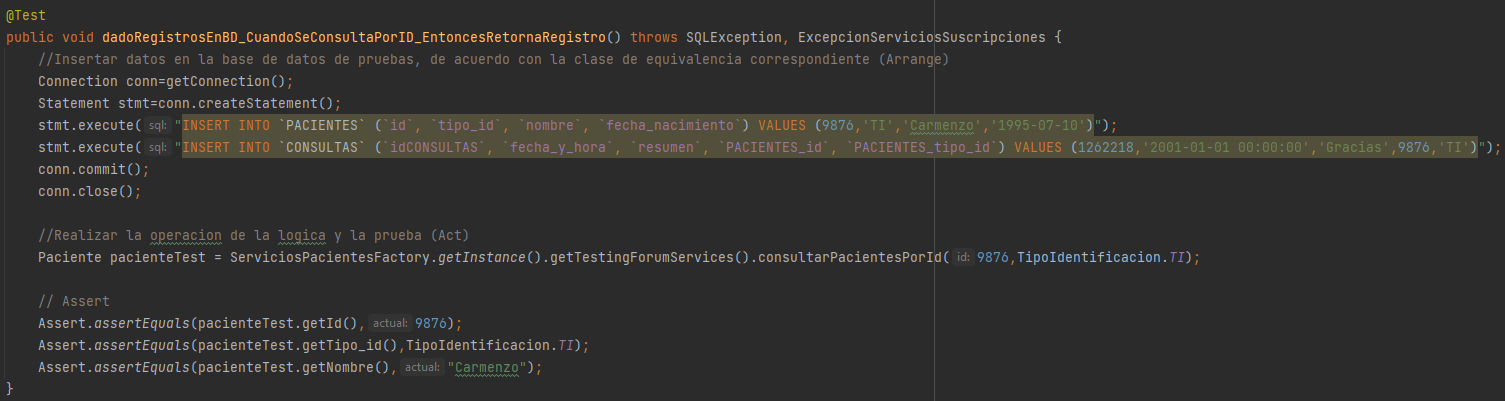 @Test
public void dadoRegistrosEnBD_CuandoSeConsultaPorID_EntoncesRetornaRegistro() throws SQLException, ExcepcionServiciosSuscripciones {
    //Insertar datos en la base de datos de pruebas, de acuerdo con la clase de equivalencia correspondiente (Arrange)
    Connection conn=getConnection();
    Statement stmt=conn.createStatement();
    stmt.execute( sql: "INSERT INTO `PACIENTES` (`id`, `tipo_id`, `nombre`, `fecha_nacimiento`) VALUES (9876,'TI','Carmenzo','1995-07-10')");
    stmt.execute( sql: "INSERT INTO `CONSULTAS` (`idCONSULTAS`, `fecha_y_hora`, `resumen`, `PACIENTES_id`, `PACIENTES_tipo_id`) VALUES (1262218,'2001-01-01 00:00:00','Gracias',9876,'TI')");
    conn.commit();
    conn.close();

    //Realizar la operacion de la logica y la prueba (Act)
    Paciente pacienteTest = ServiciosPacientesFactory.getInstance().getTestingForumServices().consultarPacientesPorId( id: 9876,TipoIdentificacion.TI);

    // Assert
    Assert.assertEquals(pacienteTest.getId(), actual: 9876);
    Assert.assertEquals(pacienteTest.getTipo_id(),TipoIdentificacion.TI);
    Assert.assertEquals(pacienteTest.getNombre(), actual: "Carmenzo");
}